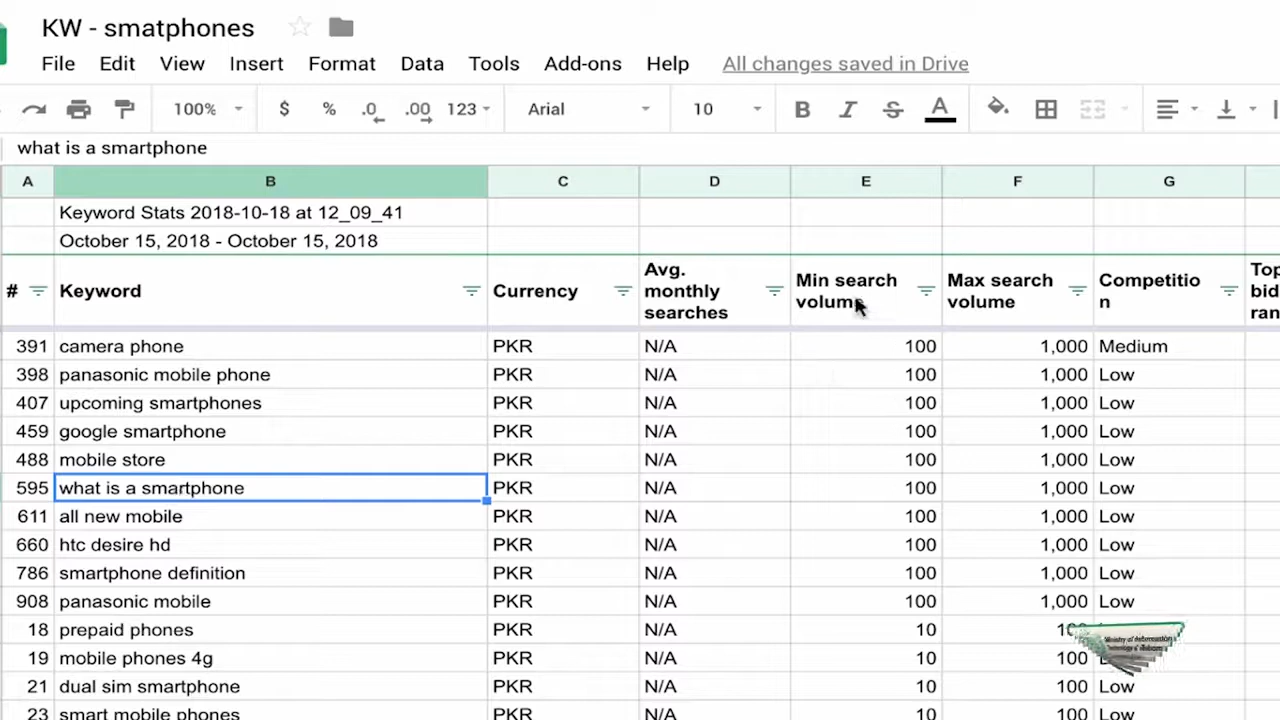 KW - smatphones
File Edit View Insert Format Data Tools Add-ons Help All changes saved in Drive
100% $ % .0 .00 123 Arial 10 B I S A
what is a smartphone
A B C D E F G
Keyword Stats 2018-10-18 at 12_09_41
October 15, 2018 - October 15, 2018
# Keyword Currency Avg. monthly searches Min search volume Max search volume Competition Top bid ran
391 camera phone PKR N/A 100 1,000 Medium
398 panasonic mobile phone PKR N/A 100 1,000 Low
407 upcoming smartphones PKR N/A 100 1,000 Low
459 google smartphone PKR N/A 100 1,000 Low
488 mobile store PKR N/A 100 1,000 Low
595 what is a smartphone PKR N/A 100 1,000 Low
611 all new mobile PKR N/A 100 1,000 Low
660 htc desire hd PKR N/A 100 1,000 Low
786 smartphone definition PKR N/A 100 1,000 Low
908 panasonic mobile PKR N/A 100 1,000 Low
18 prepaid phones PKR N/A 10
19 mobile phones 4g PKR N/A 10 100
21 dual sim smartphone PKR N/A 10 100 Low
23 smart mobile phones PKR N/A 10 100 Low